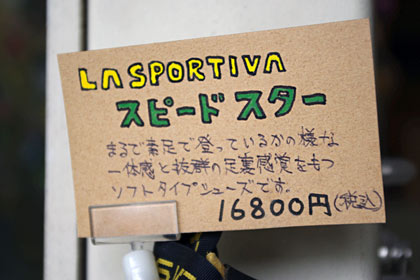 LA SPORTIVA
スピードスター
まるで素足で登っているかの様な
一体感と抜群の足裏感覚をもつ
ソフトタイプシューズです。
16800円(税込)